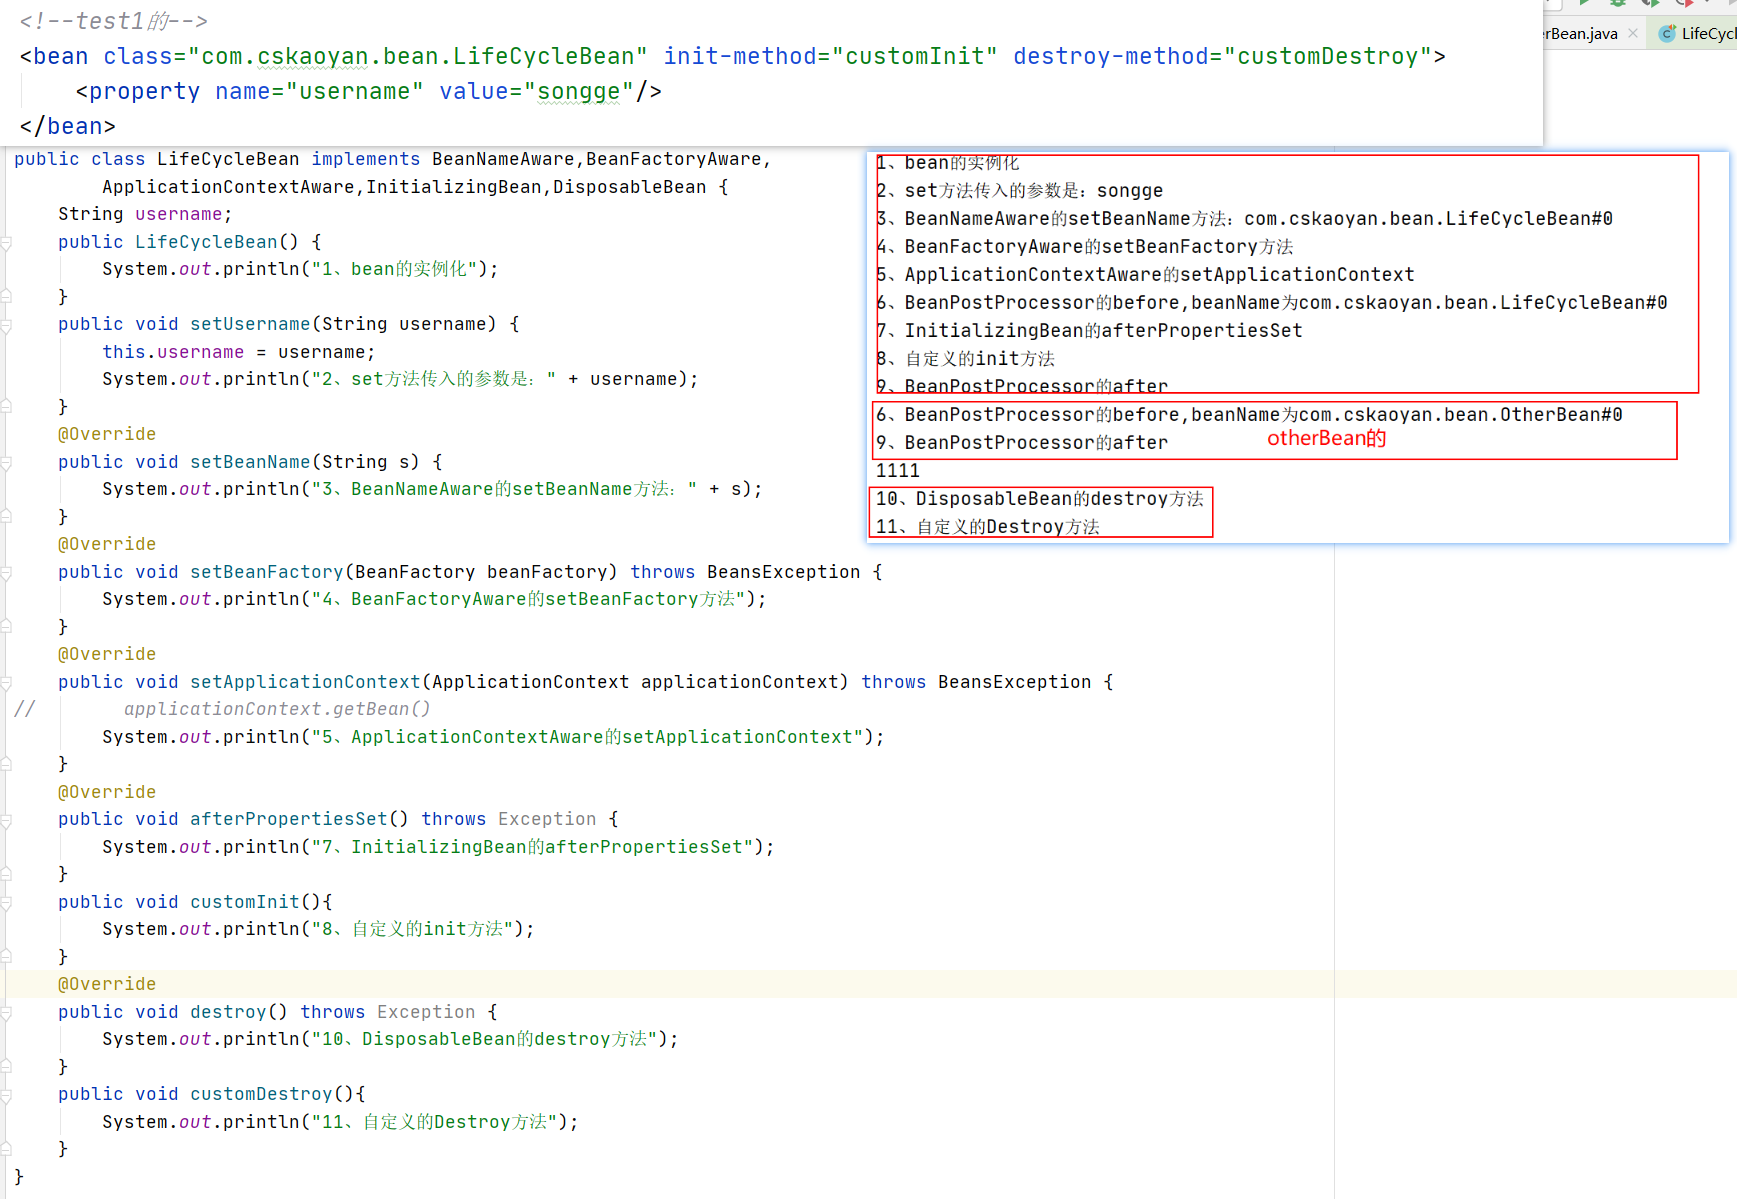 <!--test1的-->
<bean class="com.cskaoyan.bean.LifeCycleBean" init-method="customInit" destroy-method="customDestroy">
    <property name="username" value="songge"/>
</bean>
rBean.java
LifeCycl
public class LifeCycleBean implements BeanNameAware,BeanFactoryAware,
        ApplicationContextAware,InitializingBean,DisposableBean {
    String username;
    public LifeCycleBean() {
        System.out.println("1、bean的实例化");
    }
    public void setUsername(String username) {
        this.username = username;
        System.out.println("2、set方法传入的参数是：" + username);
    }
    @Override
    public void setBeanName(String s) {
        System.out.println("3、BeanNameAware的setBeanName方法：" + s);
    }
    @Override
    public void setBeanFactory(BeanFactory beanFactory) throws BeansException {
        System.out.println("4、BeanFactoryAware的setBeanFactory方法");
    }
    @Override
    public void setApplicationContext(ApplicationContext applicationContext) throws BeansException {
//        applicationContext.getBean()
        System.out.println("5、ApplicationContextAware的setApplicationContext");
    }
    @Override
    public void afterPropertiesSet() throws Exception {
        System.out.println("7、InitializingBean的afterPropertiesSet");
    }
    public void customInit(){
        System.out.println("8、自定义的init方法");
    }
    @Override
    public void destroy() throws Exception {
        System.out.println("10、DisposableBean的destroy方法");
    }
    public void customDestroy(){
        System.out.println("11、自定义的Destroy方法");
    }
}
1、bean的实例化
2、set方法传入的参数是：songge
3、BeanNameAware的setBeanName方法：com.cskaoyan.bean.LifeCycleBean#0
4、BeanFactoryAware的setBeanFactory方法
5、ApplicationContextAware的setApplicationContext
6、BeanPostProcessor的before,beanName为com.cskaoyan.bean.LifeCycleBean#0
7、InitializingBean的afterPropertiesSet
8、自定义的init方法
9、BeanPostProcessor的after
6、BeanPostProcessor的before,beanName为com.cskaoyan.bean.OtherBean#0
9、BeanPostProcessor的after
otherBean的
1111
10、DisposableBean的destroy方法
11、自定义的Destroy方法